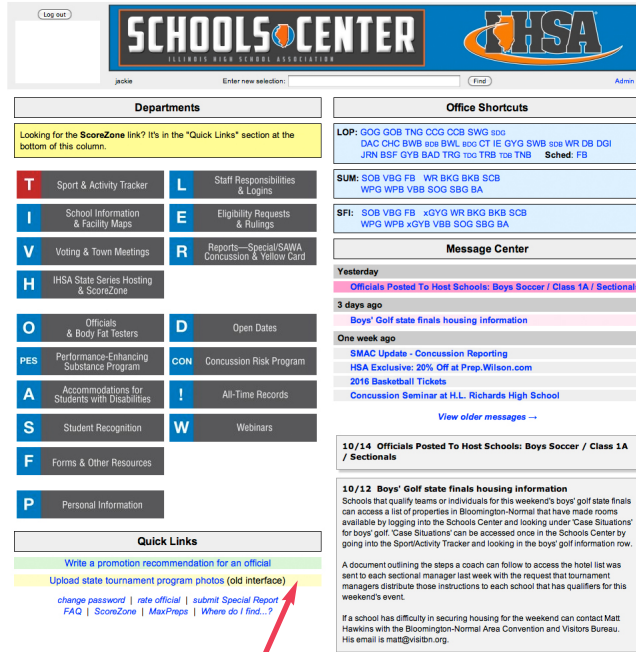 Log out
SCHOOLS CENTER
ILLINOIS HIGH SCHOOL ASSOCIATION
IHSA
jackie Enter new selection: Find Admin
Departments
Looking for the ScoreZone link? It's in the "Quick Links" section at the
bottom of this column.
T Sport & Activity Tracker
L Staff Responsibilities
& Logins
I School Information
& Facility Maps
E Eligibility Requests
& Rulings
V Voting & Town Meetings
R Reports—Special/SAWA
Concussion & Yellow Card
H IHSA State Series Hosting
& ScoreZone
O Officials
& Body Fat Testers
D Open Dates
PES Performance-Enhancing
Substance Program
CON Concussion Risk Program
A Accommodations for
Students with Disabilities
! All-Time Records
S Student Recognition
W Webinars
F Forms & Other Resources
P Personal Information
Quick Links
Write a promotion recommendation for an official
Upload state tournament program photos (old interface)
change password | rate official | submit Special Report
FAQ | ScoreZone | MaxPreps | Where do I find...?
Office Shortcuts
LOP: GOG GOB TNG CCG CCB SWG SDG
DAC CHC BWB BDB BWL BDG CT IE GYG SWB SDB WR DB DGI
JRN BSF GYB BAD TRG TDG TRB TDB TNB Sched: FB
SUM: SOB VBG FB WR BKG BKB SCB
WPG WPB VBB SOG SBG BA
SFI: SOB VBG FB xGYG WR BKG BKB SCB
WPG WPB xGYB VBB SOG SBG BA
Message Center
Yesterday
Officials Posted To Host Schools: Boys Soccer / Class 1A / Sectionals
3 days ago
Boys' Golf state finals housing information
One week ago
SMAC Update - Concussion Reporting
HSA Exclusive: 20% Off at Prep.Wilson.com
2016 Basketball Tickets
Concussion Seminar at H.L. Richards High School
View older messages →
10/14 Officials Posted To Host Schools: Boys Soccer / Class 1A
/ Sectionals
10/12 Boys' Golf state finals housing information
Schools that qualify teams or individuals for this weekend's boys' golf state finals
can access a list of properties in Bloomington-Normal that have made rooms
available by logging into the Schools Center and looking under 'Case Situations'
for boys' golf. 'Case Situations' can be accessed once in the Schools Center by
going into the Sport/Activity Tracker and looking in the boys' golf information row.
A document outlining the steps a coach can follow to access the hotel list was
sent to each sectional manager last week with the request that tournament
managers distribute those instructions to each school that has qualifiers for this
weekend's event.
If a school has difficulty in securing housing for the weekend can contact Matt
Hawkins with the Bloomington-Normal Area Convention and Visitors Bureau.
His email is matt@visitbn.org.